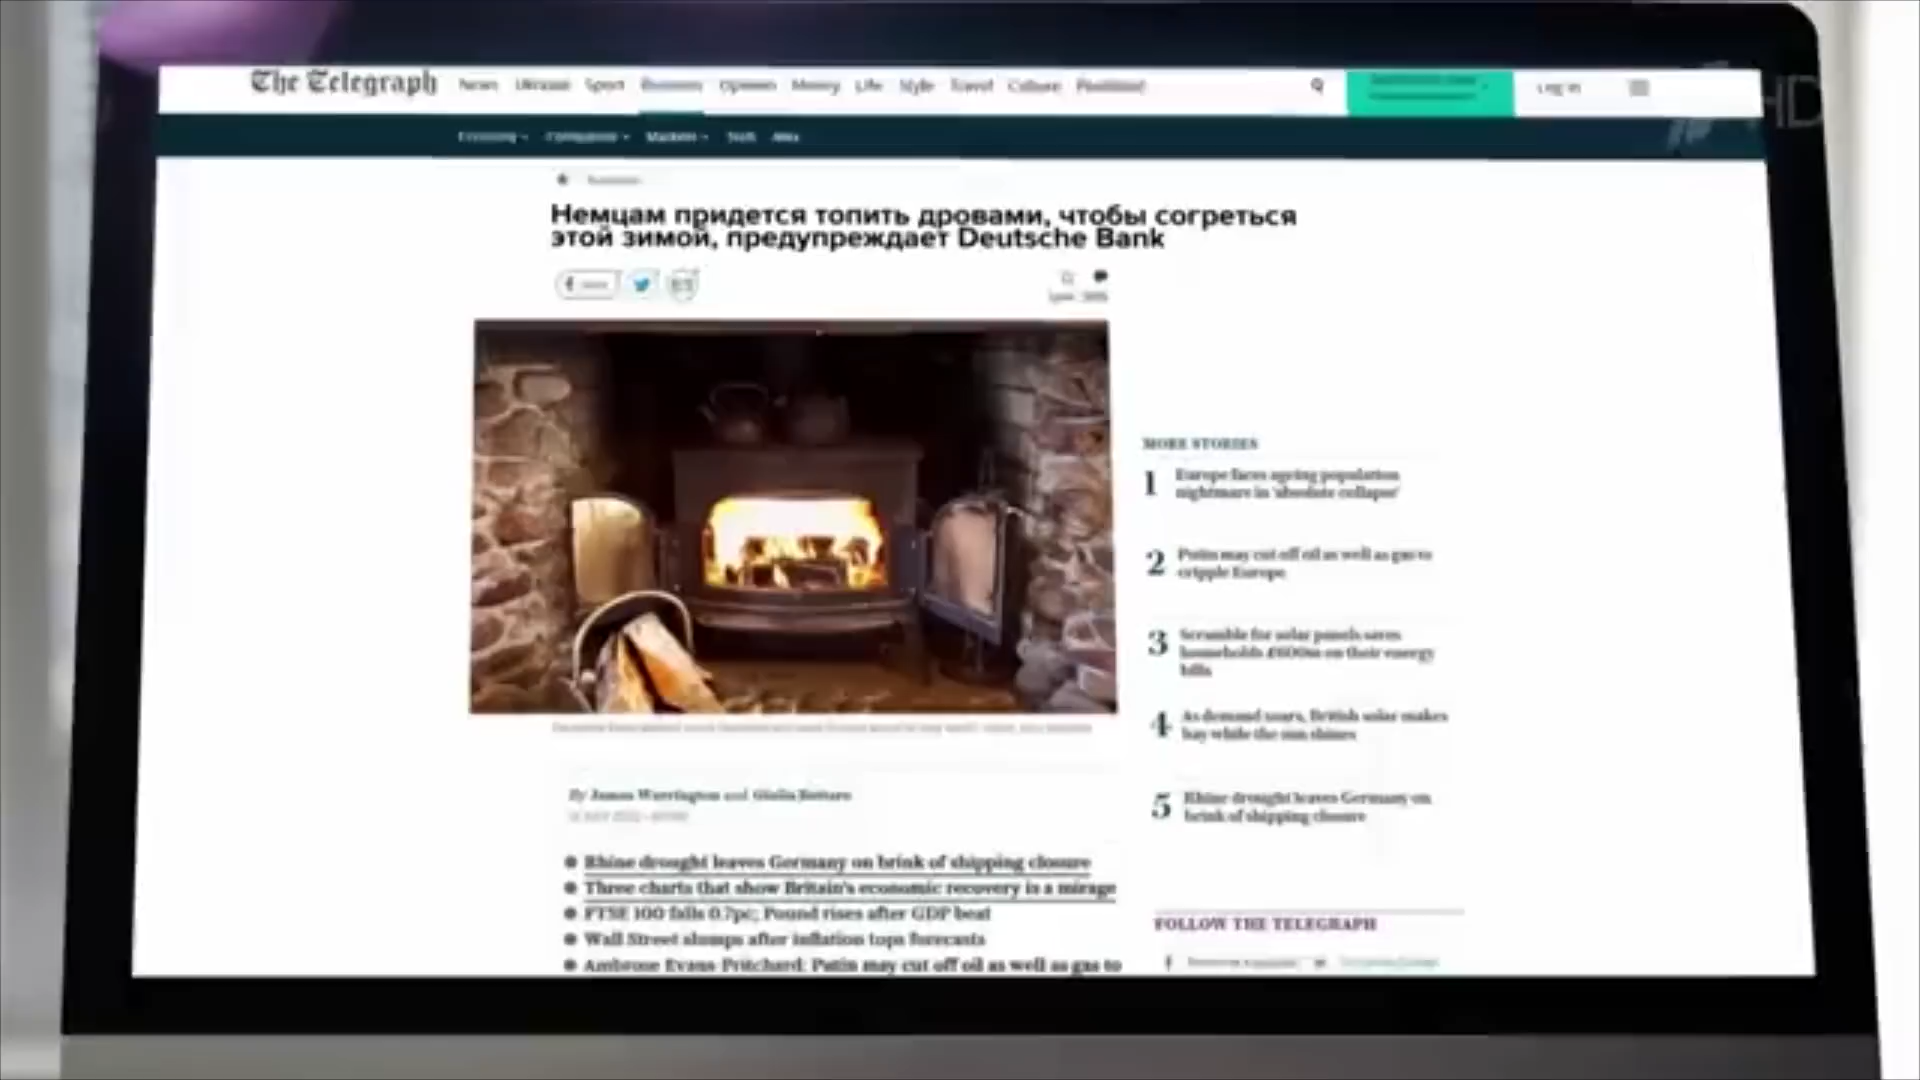 The Telegraph News Ukraine Sport Business Opinion Money Life Style Travel Culture
Log in
HD
Economy Companies Markets Tech
Немцам придется топить дровами, чтобы согреться
этой зимой, предупреждает Deutsche Bank
MORE STORIES
1 Europe faces ageing population
nightmare in 'absolute collapse'
2 Putin may cut off oil as well as gas to
cripple Europe
3 Scramble for solar panels saves
households £600m on their energy
bills
4 As demand soars, British solar makes
hay while the sun shines
5 Rhine drought leaves Germany on
brink of shipping closure
By James Warrington and Giulia Bottaro
Rhine drought leaves Germany on brink of shipping closure
Three charts that show Britain's economic recovery is a mirage
FTSE 100 falls 0.7pc; Pound rises after GDP beat
Wall Street slumps after inflation tops forecasts
Ambrose Evans-Pritchard: Putin may cut off oil as well as gas to
FOLLOW THE TELEGRAPH